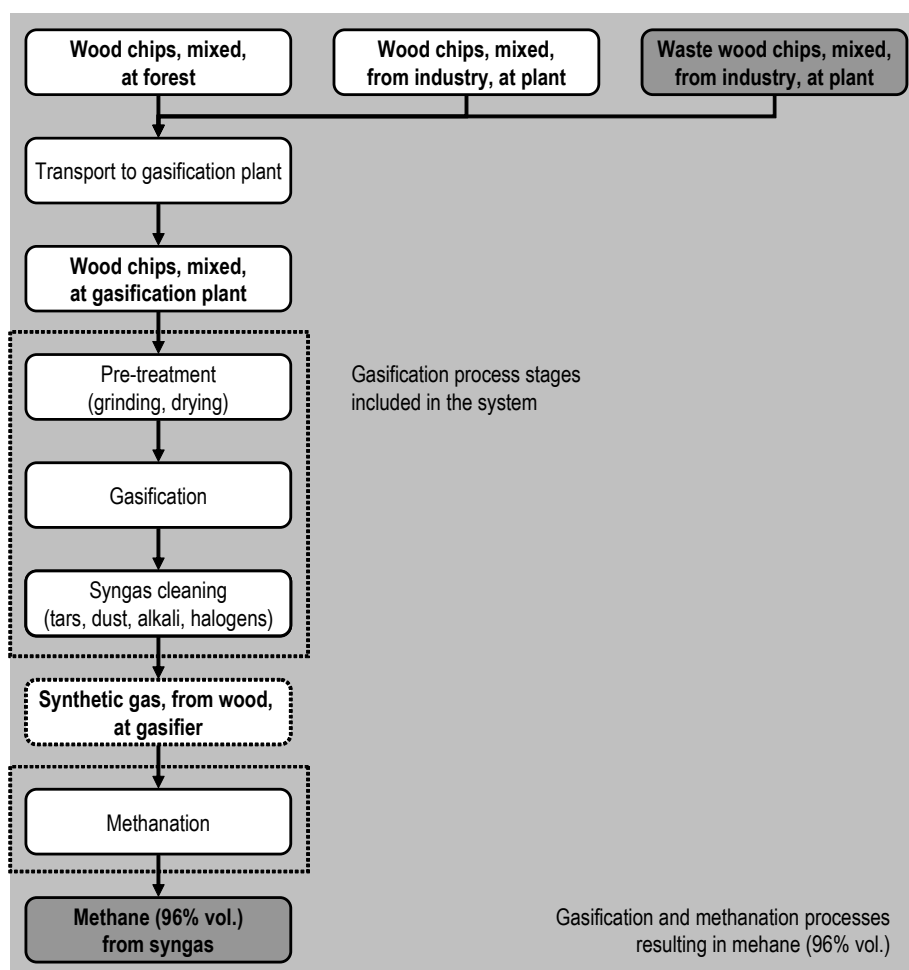 Wood chips, mixed,
at forest
Wood chips, mixed,
from industry, at plant
Waste wood chips, mixed,
from industry, at plant
Transport to gasification plant
Wood chips, mixed,
at gasification plant
Pre-treatment
(grinding, drying)
Gasification process stages
included in the system
Gasification
Syngas cleaning
(tars, dust, alkali, halogens)
Synthetic gas, from wood,
at gasifier
Methanation
Methane (96% vol.)
from syngas
Gasification and methanation processes
resulting in mehane (96% vol.)